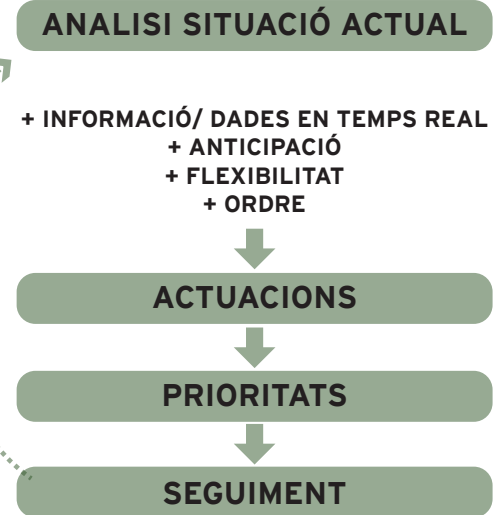 ANALISI SITUACIÓ ACTUAL
+ INFORMACIÓ/ DADES EN TEMPS REAL
+ ANTICIPACIÓ
+ FLEXIBILITAT
+ ORDRE
ACTUACIONS
PRIORITATS
SEGUIMENT